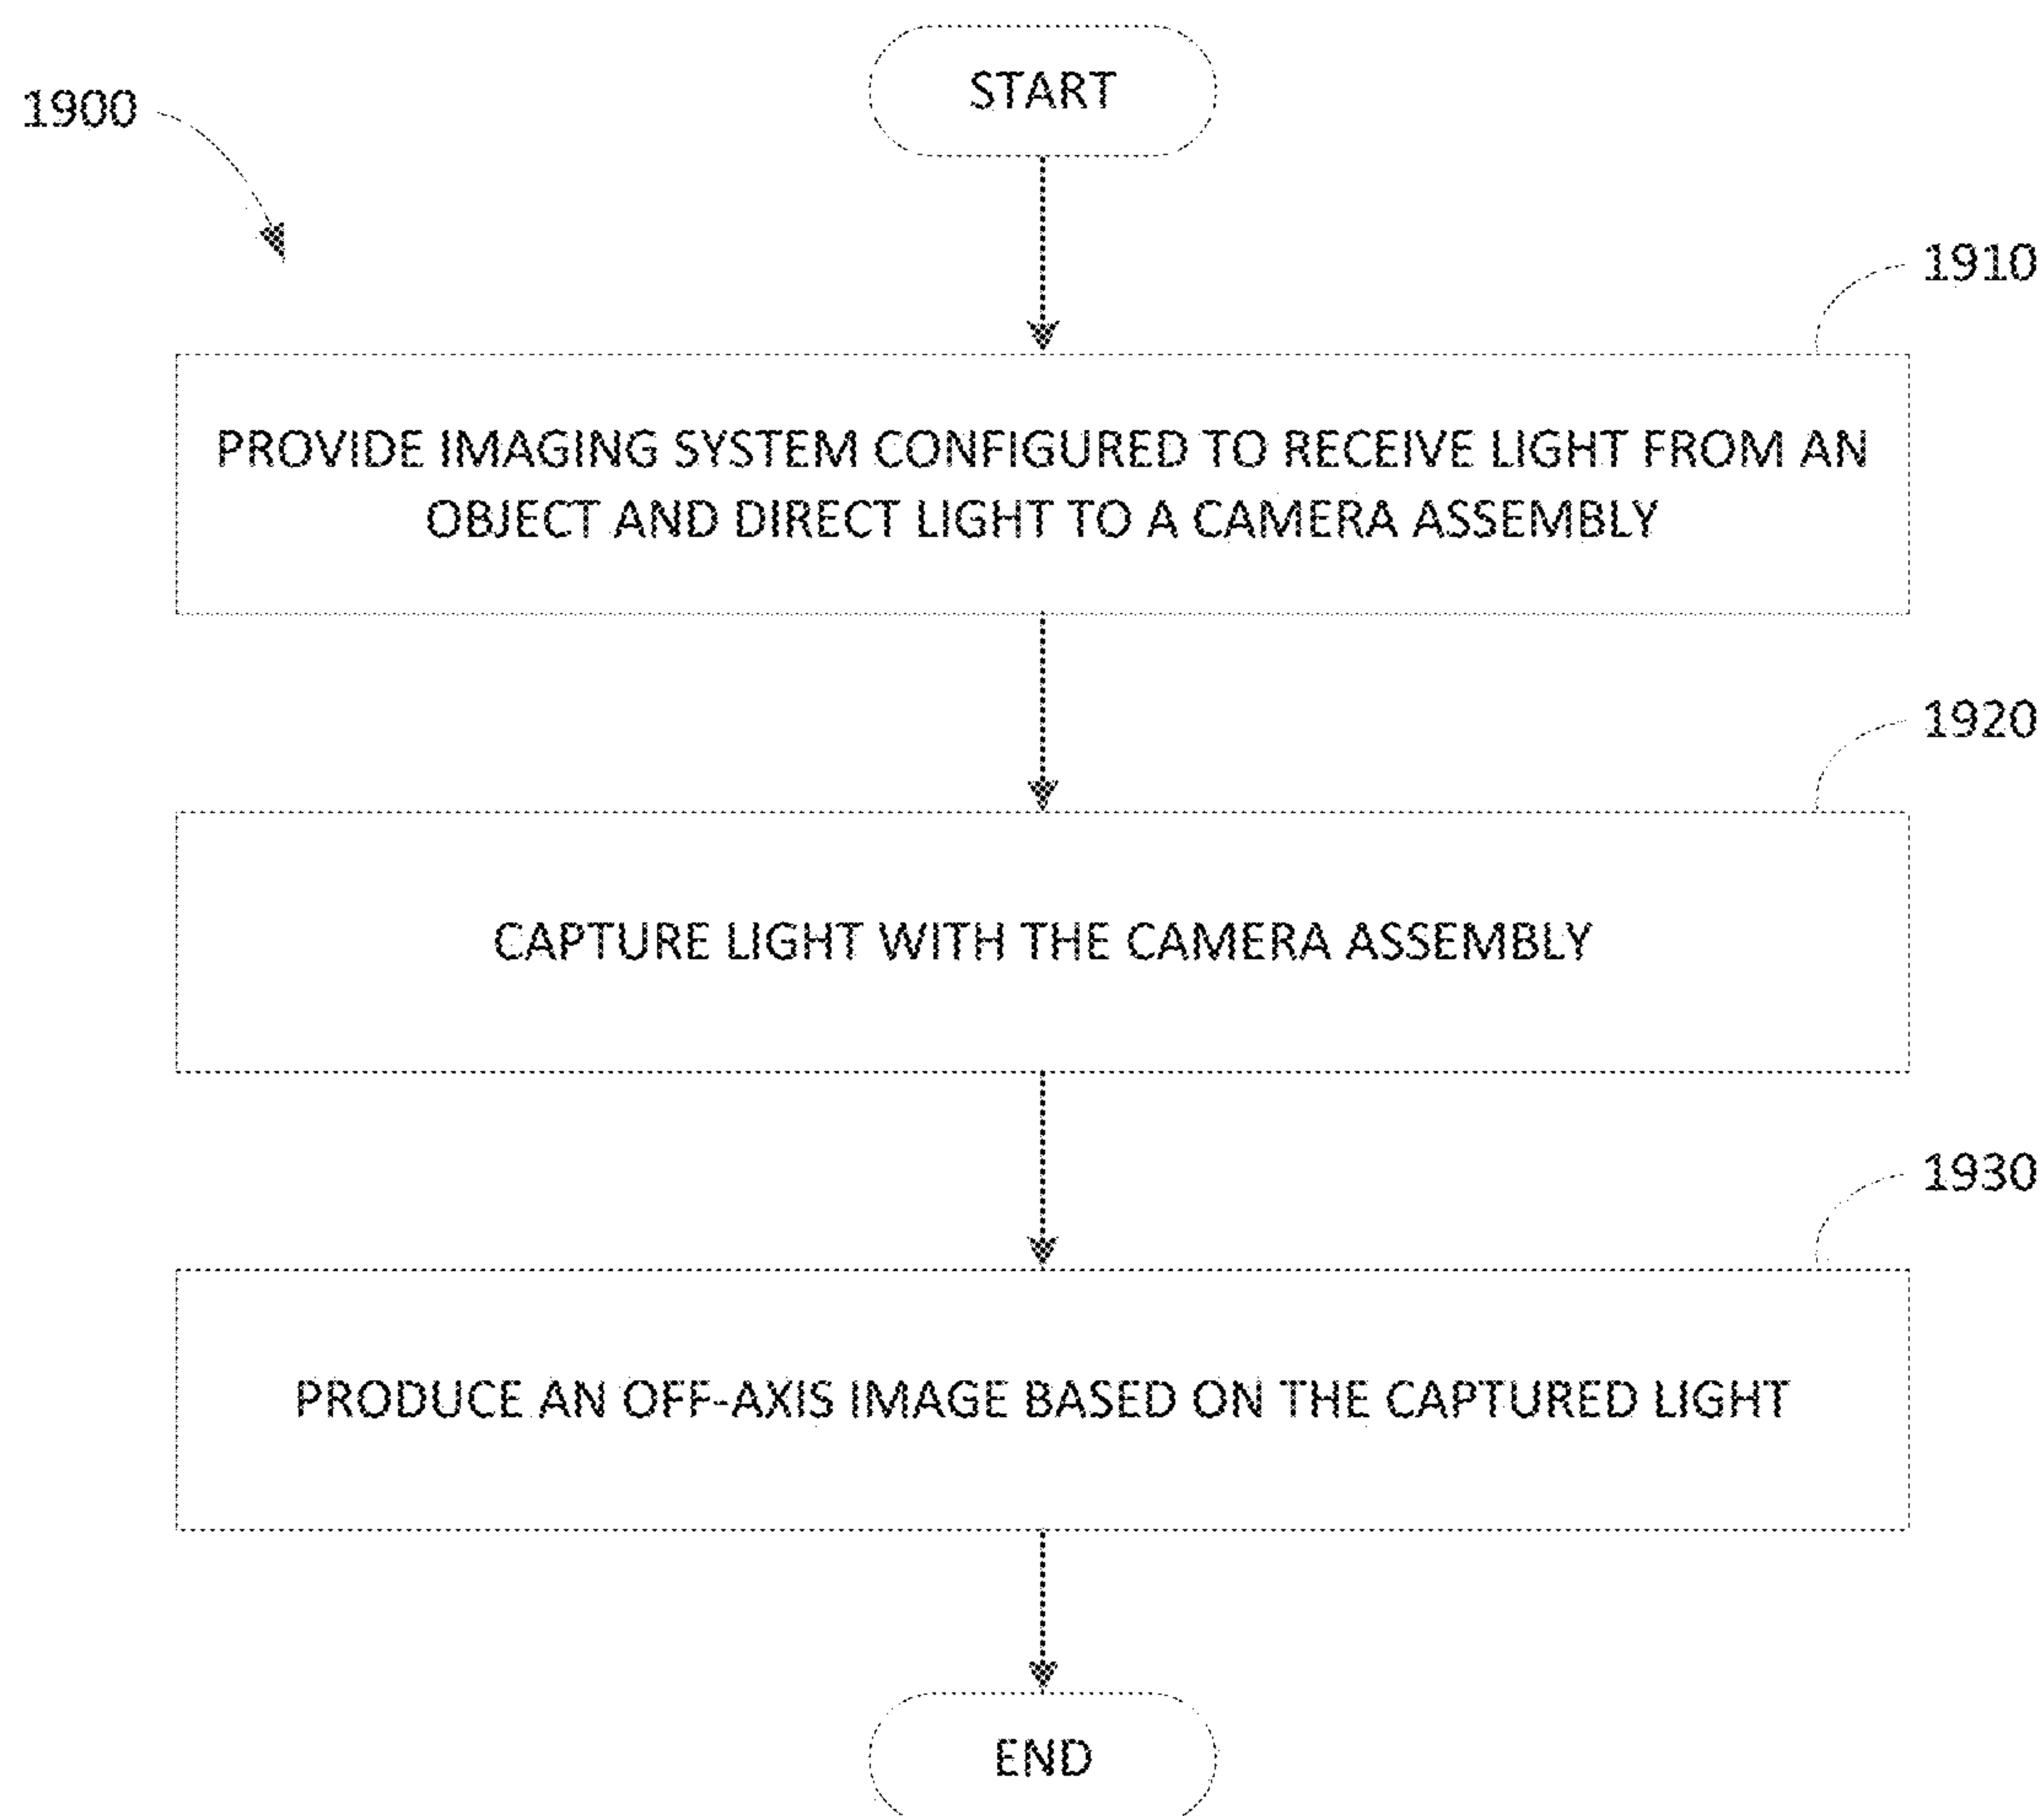 START
1900
1910
PROVIDE IMAGING SYSTEM CONFIGURED TO RECEIVE LIGHT FROM AN
OBJECT AND DIRECT LIGHT TO A CAMERA ASSEMBLY
1920
CAPTURE LIGHT WITH THE CAMERA ASSEMBLY
1930
PRODUCE AN OFF-AXIS IMAGE BASED ON THE CAPTURED LIGHT
END